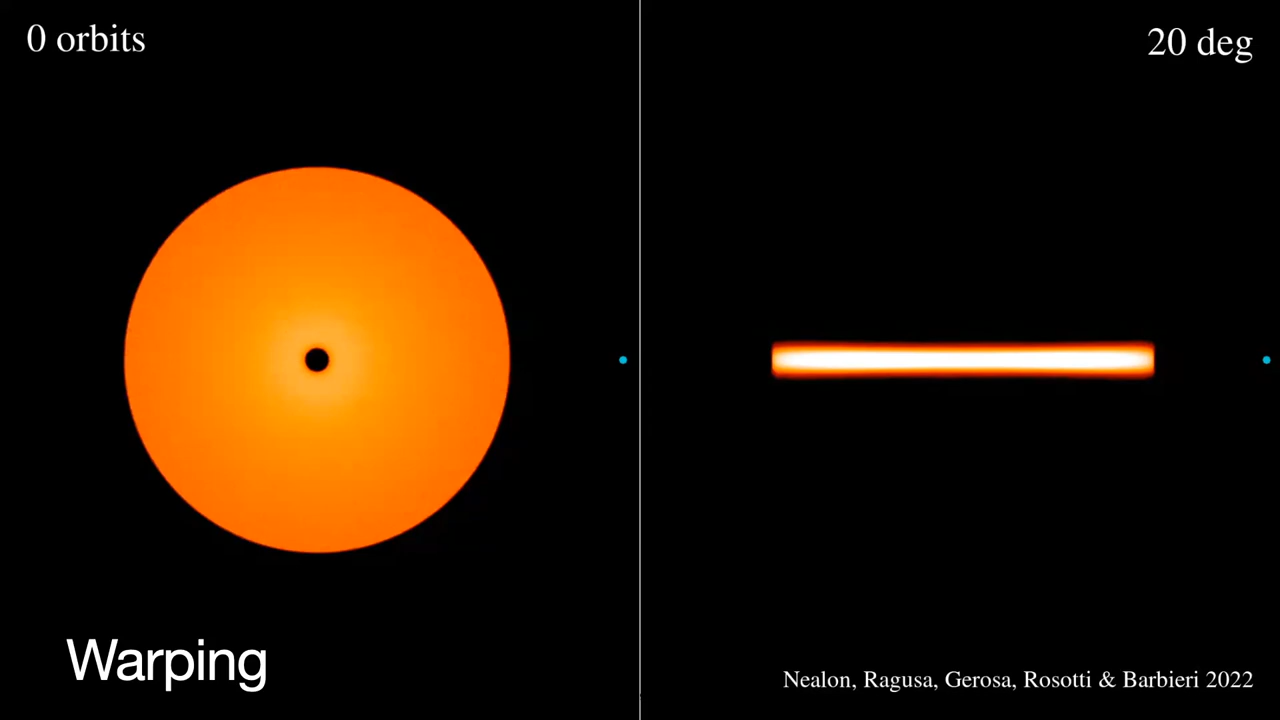 0 orbits
20 deg
Warping
Nealon, Ragusa, Gerosa, Rosotti & Barbieri 2022